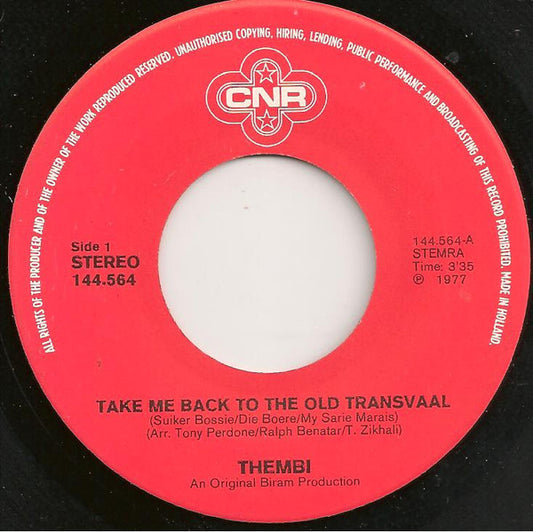 ALL RIGHTS OF THE PRODUCER AND OF THE OWNER OF THE WORK REPRODUCED RESERVED. UNAUTHORISED COPYING, HIRING, LENDING, PUBLIC PERFORMANCE AND BROADCASTING OF THIS RECORD PROHIBITED. MADE IN HOLLAND.
CNR
Side 1
STEREO
144.564
144.564-A
STEMRA
Time: 3'35
℗ 1977
TAKE ME BACK TO THE OLD TRANSVAAL
(Suiker Bossie/Die Boere/My Sarie Marais)
(Arr. Tony Perdone/Ralph Benatar/T. Zikhali)
THEMBI
An Original Biram Production